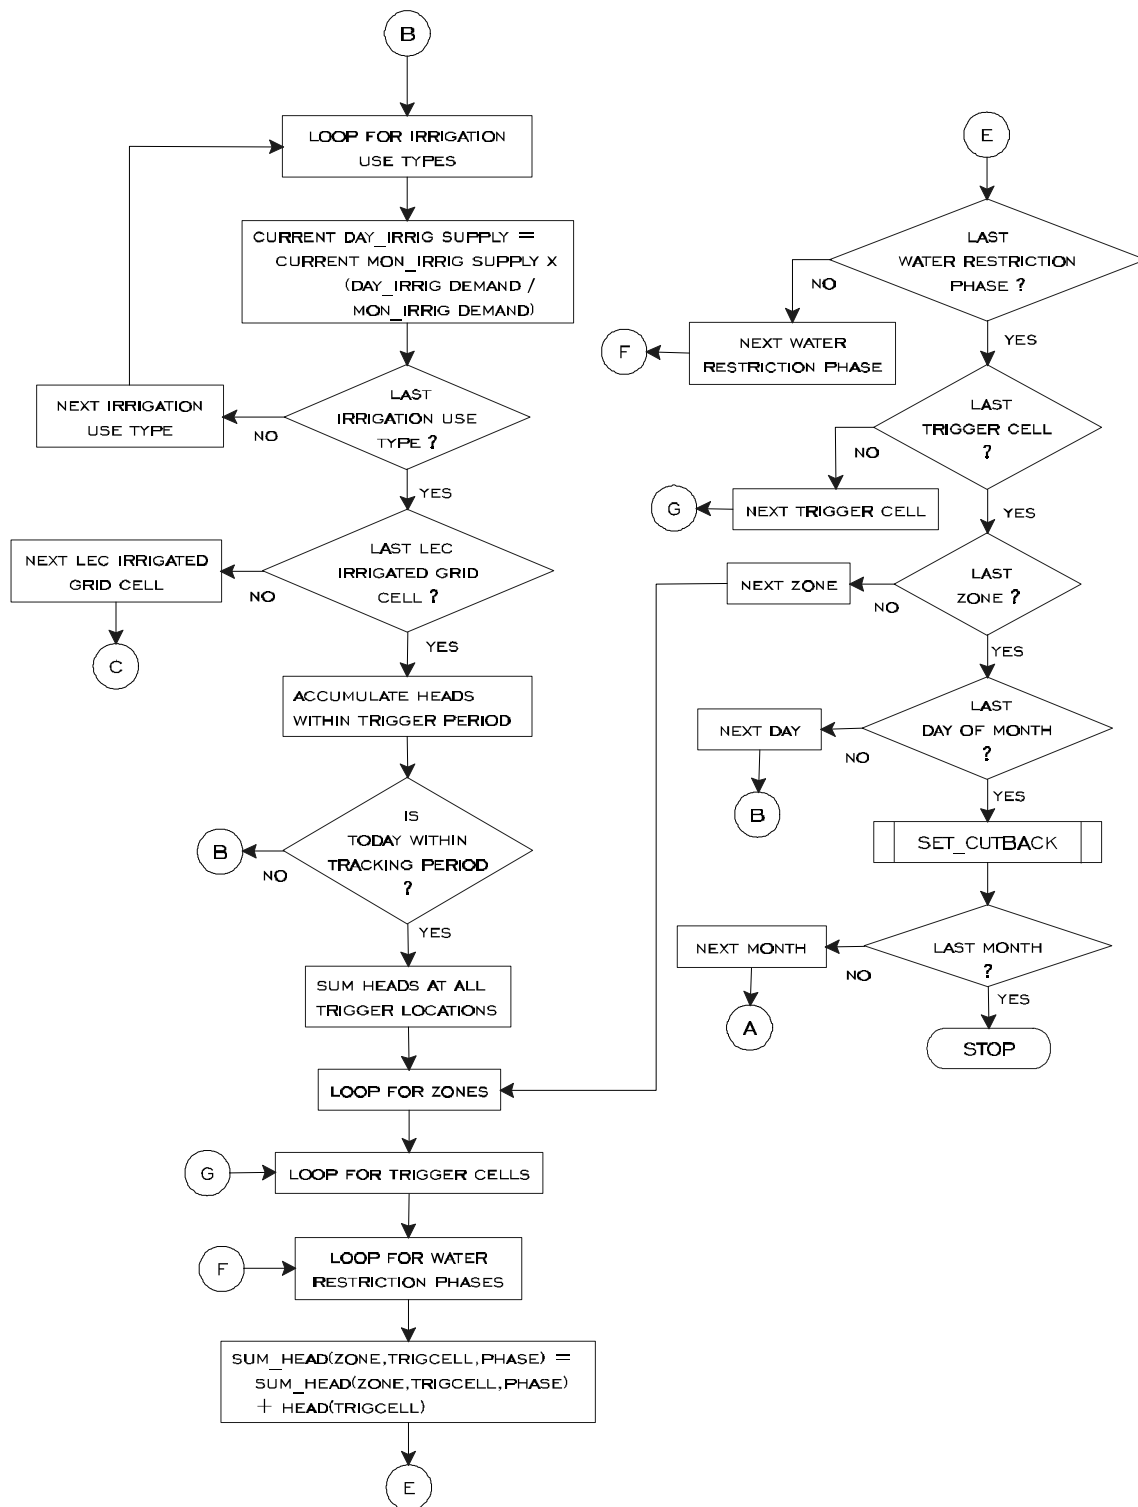 B
LOOP FOR IRRIGATION
USE TYPES
CURRENT DAY_IRRIG SUPPLY =
CURRENT MON_IRRIG SUPPLY X
(DAY_IRRIG DEMAND /
MON_IRRIG DEMAND)
LAST
IRRIGATION USE
TYPE ?
NO
NEXT IRRIGATION
USE TYPE
YES
LAST LEC
IRRIGATED GRID
CELL ?
NO
NEXT LEC IRRIGATED
GRID CELL
C
YES
ACCUMULATE HEADS
WITHIN TRIGGER PERIOD
IS
TODAY WITHIN
TRACKING PERIOD
?
NO
B
YES
SUM HEADS AT ALL
TRIGGER LOCATIONS
LOOP FOR ZONES
G
LOOP FOR TRIGGER CELLS
F
LOOP FOR WATER
RESTRICTION PHASES
SUM_HEAD(ZONE,TRIGCELL,PHASE) =
SUM_HEAD(ZONE,TRIGCELL,PHASE)
+ HEAD(TRIGCELL)
E
E
LAST
WATER RESTRICTION
PHASE ?
NO
NEXT WATER
RESTRICTION PHASE
F
YES
LAST
TRIGGER CELL
?
NO
NEXT TRIGGER CELL
G
YES
LAST
ZONE ?
NO
NEXT ZONE
YES
LAST
DAY OF MONTH
?
NO
NEXT DAY
B
YES
SET_CUTBACK
LAST MONTH
?
NO
NEXT MONTH
A
YES
STOP